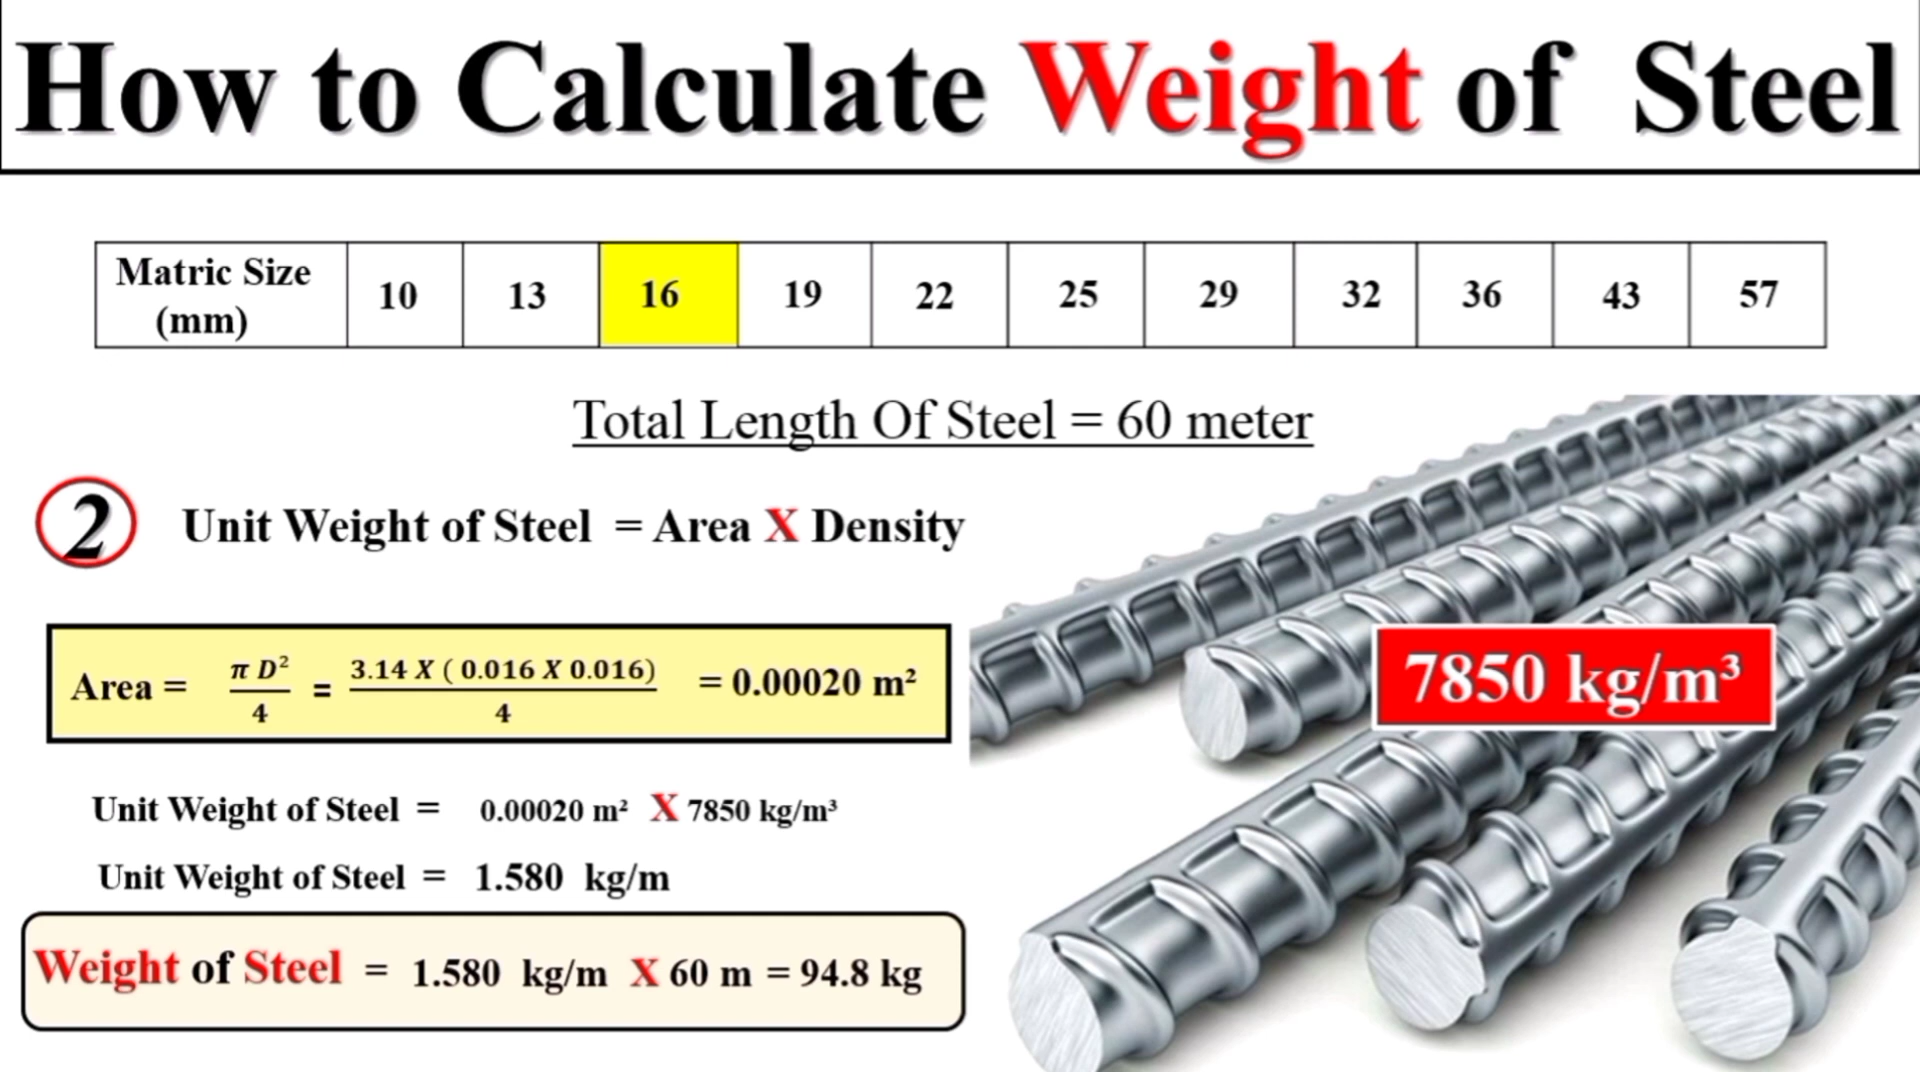 How to Calculate Weight of Steel
Matric Size (mm) 10 13 16 19 22 25 29 32 36 43 57
Total Length Of Steel = 60 meter
2 Unit Weight of Steel = Area X Density
Area = π D² / 4 = 3.14 X ( 0.016 X 0.016) / 4 = 0.00020 m²
7850 kg/m³
Unit Weight of Steel = 0.00020 m² X 7850 kg/m³
Unit Weight of Steel = 1.580 kg/m
Weight of Steel = 1.580 kg/m X 60 m = 94.8 kg